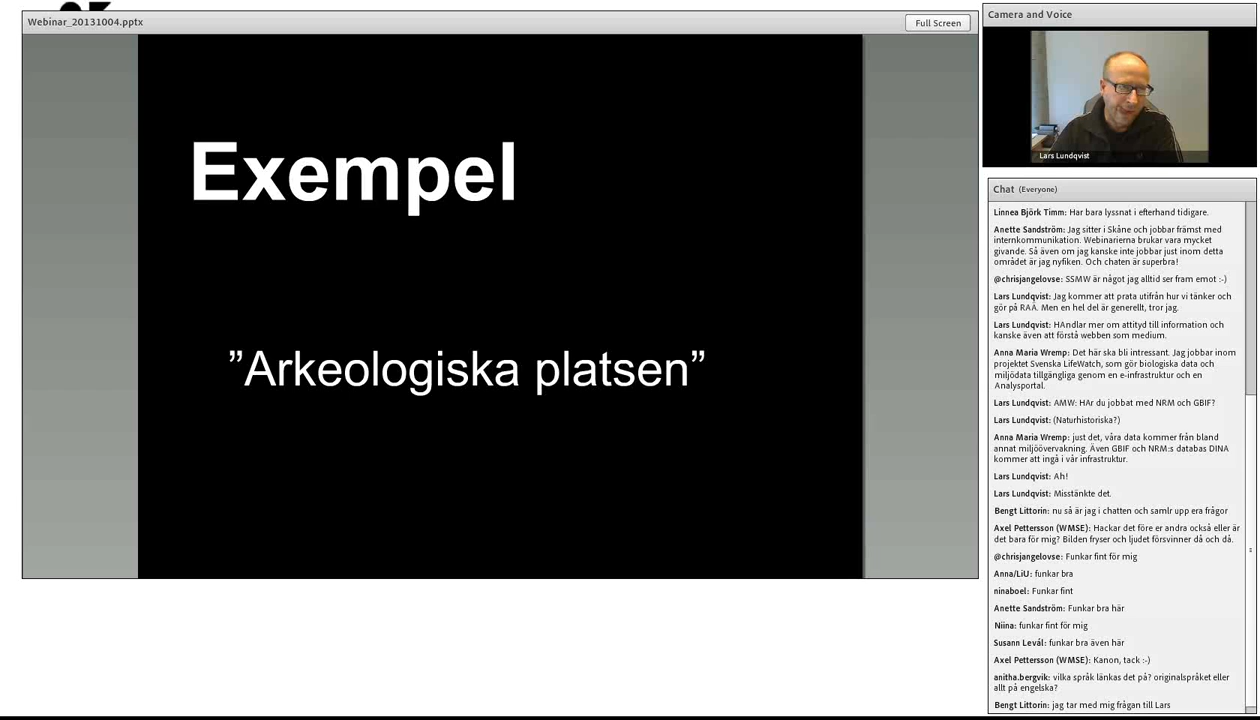 Webinar_20131004.pptx
Full Screen
Exempel
”Arkeologiska platsen”
Camera and Voice
Lars Lundqvist
Chat (Everyone)
Linnea Björk Timm: Har bara lyssnat i efterhand tidigare.
Anette Sandström: Jag sitter i Skåne och jobbar främst med
internkommunikation. Webinarierna brukar vara mycket
givande. Så även om jag kanske inte jobbar just inom detta
området är jag nyfiken. Och chaten är superbra!
@chrisjangelovse: SSMW är något jag alltid ser fram emot :-)
Lars Lundqvist: Jag kommer att prata utifrån hur vi tänker och
gör på RAÄ. Men en hel del är generellt, tror jag.
Lars Lundqvist: HAndlar mer om attityd till information och
kanske även att förstå webben som medium.
Anna Maria Wremp: Det här ska bli intressant. Jag jobbar inom
projektet Svenska LifeWatch, som gör biologiska data och
miljödata tillgängliga genom en e-infrastruktur och en
Analysportal.
Lars Lundqvist: AMW: HAr du jobbat med NRM och GBIF?
Lars Lundqvist: (Naturhistoriska?)
Anna Maria Wremp: just det, våra data kommer från bland
annat miljöövervakning. Även GBIF och NRM:s databas DINA
kommer att ingå i vår infrastruktur.
Lars Lundqvist: Ah!
Lars Lundqvist: Misstänkte det.
Bengt Littorin: nu så är jag i chatten och samlr upp era frågor
Axel Pettersson (WMSE): Hackar det före er andra också eller är
det bara för mig? Bilden fryser och ljudet försvinner då och då.
@chrisjangelovse: Funkar fint för mig
Anna/LiU: funkar bra
ninaboel: Funkar fint
Anette Sandström: Funkar bra här
Niina: funkar fint för mig
Susann Levál: funkar bra även här
Axel Pettersson (WMSE): Kanon, tack :-)
anitha.bergvik: vilka språk länkas det på? originalspråket eller
allt på engelska?
Bengt Littorin: jag tar med mig frågan till Lars